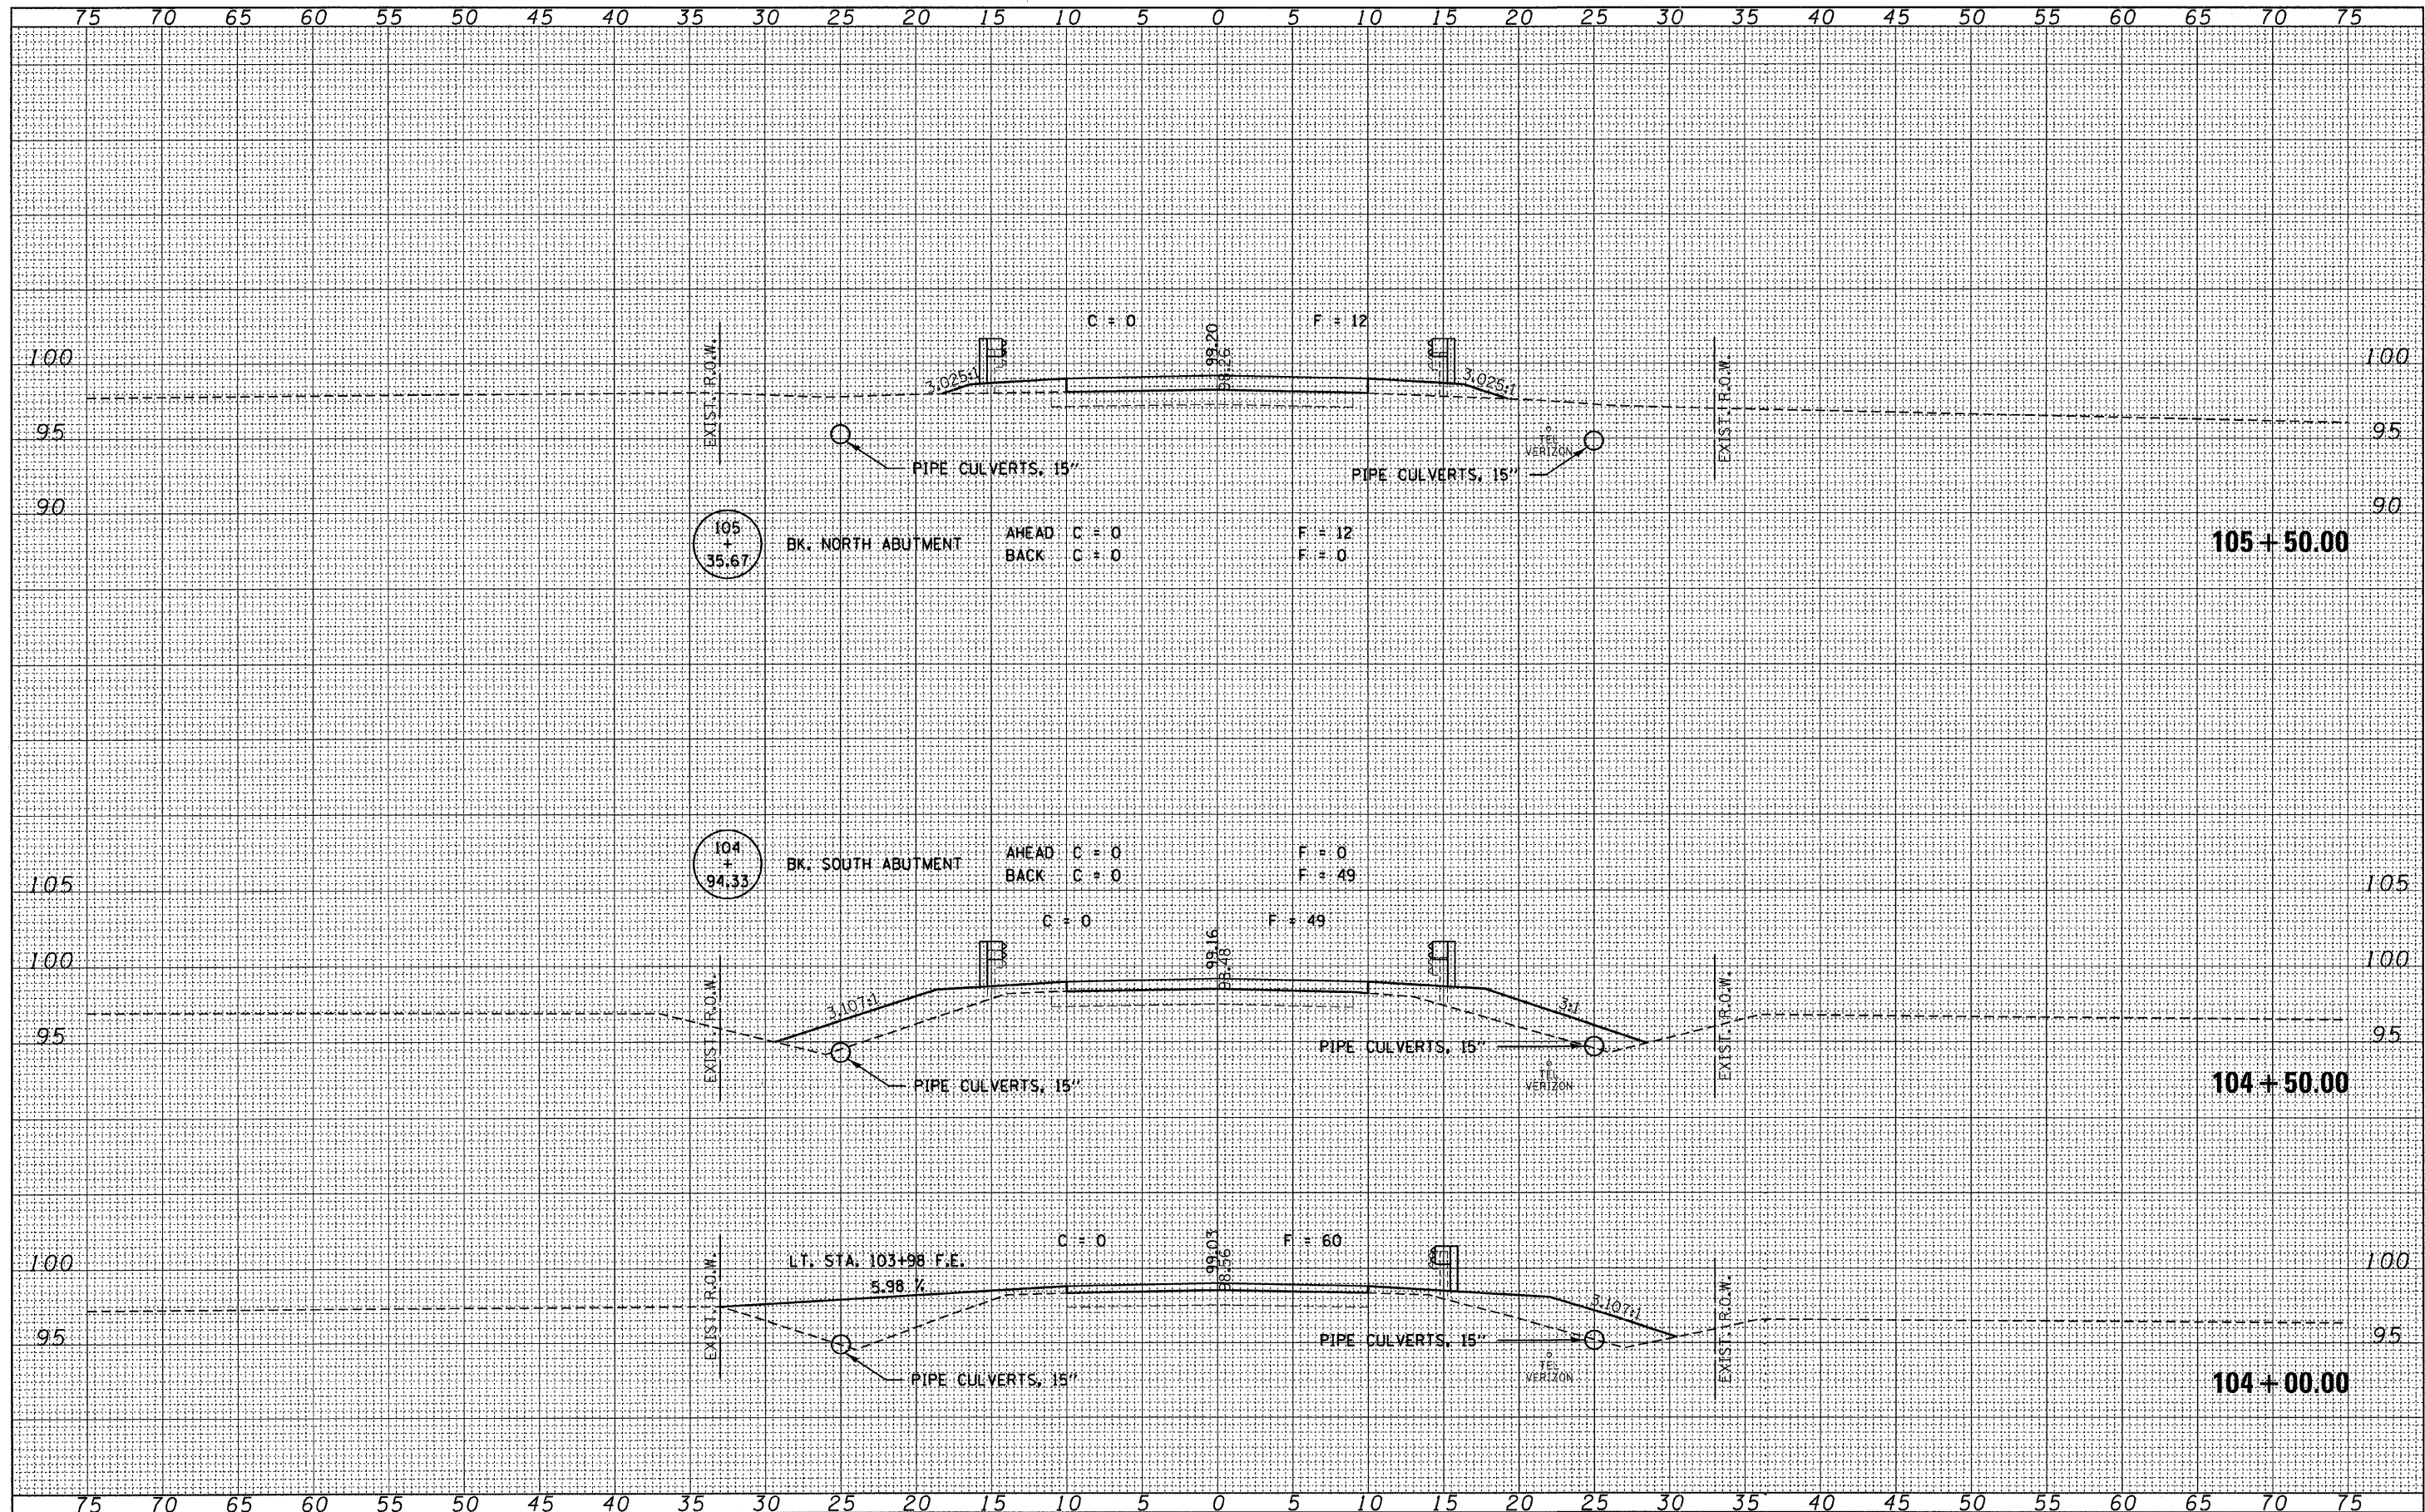 75 70 65 60 55 50 45 40 35 30 25 20 15 10 5 0 5 10 15 20 25 30 35 40 45 50 55 60 65 70 75
C = 0 F = 12
99.20
98.26
EXIST. R.O.W.
EXIST. R.O.W.
100 100
3.025:1 3.025:1
95 95
TEL
VERIZON
PIPE CULVERTS, 15"
PIPE CULVERTS, 15"
90 90
105
+
35.67
BK. NORTH ABUTMENT
AHEAD C = 0 F = 12
BACK C = 0 F = 0
105+50.00
104
+
94.33
BK. SOUTH ABUTMENT
AHEAD C = 0 F = 0
BACK C = 0 F = 49
105 105
C = 0 F = 49
99.16
98.48
100 100
EXIST. R.O.W.
EXIST. R.O.W.
3.107:1 3:1
95 95
PIPE CULVERTS, 15"
TEL
VERIZON
PIPE CULVERTS, 15"
104+50.00
C = 0 F = 60
99.03
98.56
LT. STA. 103+98 F.E.
100 100
5.98 %
EXIST. R.O.W.
EXIST. R.O.W.
3.107:1
95 95
PIPE CULVERTS, 15"
TEL
VERIZON
PIPE CULVERTS, 15"
104+00.00
75 70 65 60 55 50 45 40 35 30 25 20 15 10 5 0 5 10 15 20 25 30 35 40 45 50 55 60 65 70 75